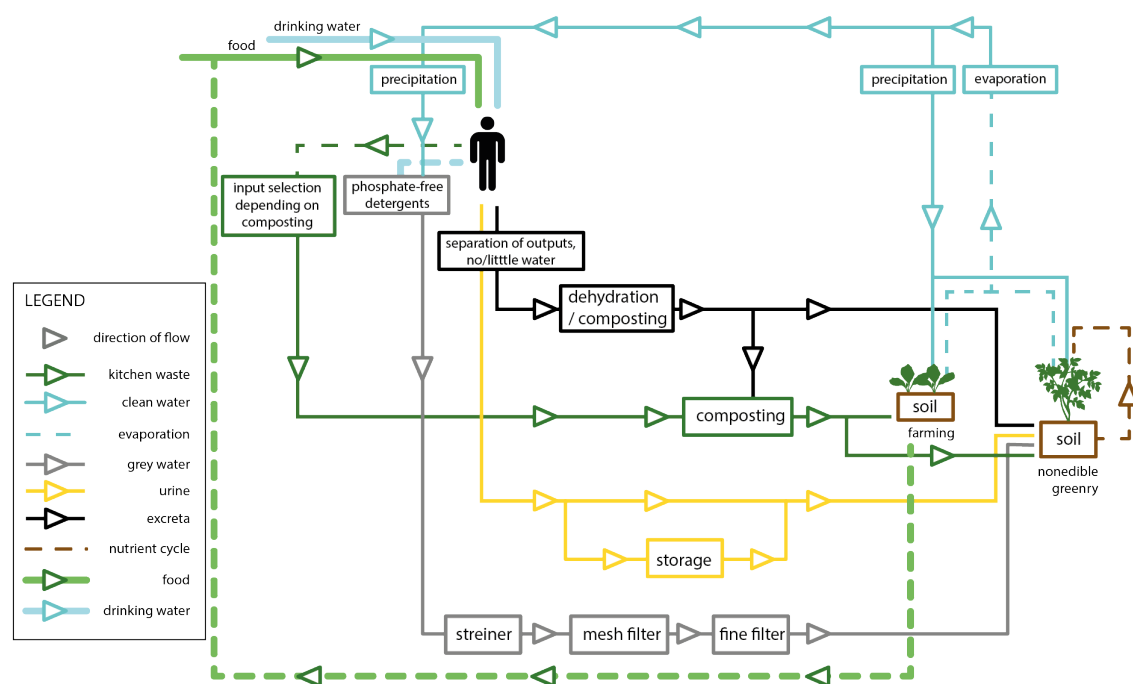 drinking water
food
precipitation
precipitation
evaporation
input selection
depending on
composting
phosphate-free
detergents
separation of outputs,
no/litttle water
dehydration
/ composting
LEGEND
direction of flow
kitchen waste
clean water
evaporation
grey water
urine
excreta
nutrient cycle
food
drinking water
composting
soil
farming
soil
nonedible
greenry
storage
streiner
mesh filter
fine filter